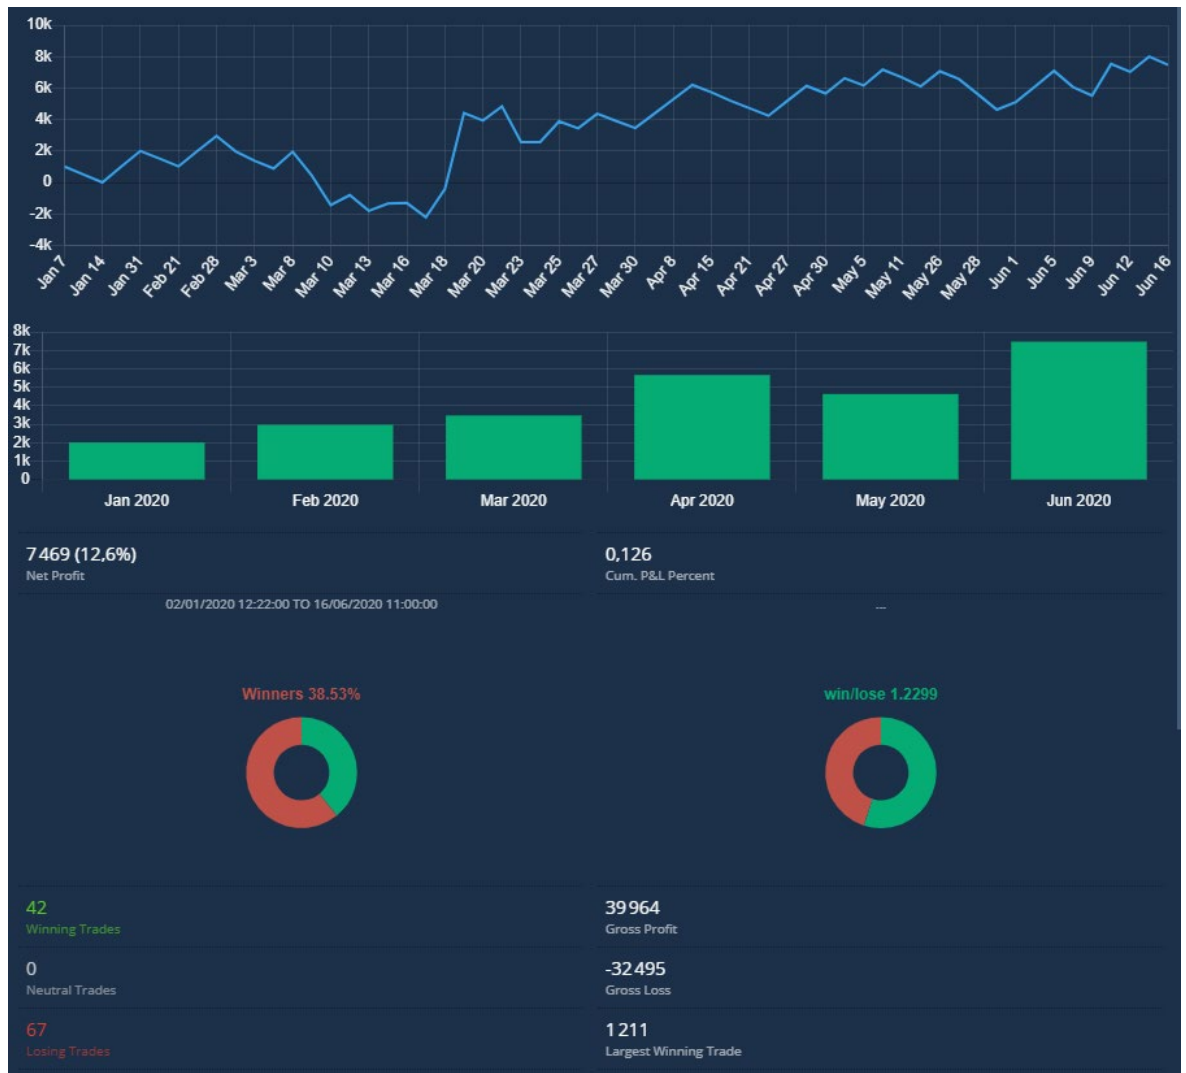 10k
8k
6k
4k
2k
0
-2k
-4k
Jan 7 Jan 14 Jan 31 Feb 21 Feb 28 Mar 3 Mar 8 Mar 10 Mar 13 Mar 16 Mar 18 Mar 20 Mar 23 Mar 25 Mar 27 Mar 30 Apr 8 Apr 15 Apr 21 Apr 27 Apr 30 May 5 May 11 May 26 May 28 Jun 1 Jun 5 Jun 9 Jun 12 Jun 16
8k
7k
6k
5k
4k
3k
2k
1k
0
Jan 2020 Feb 2020 Mar 2020 Apr 2020 May 2020 Jun 2020
7 469 (12,6%)
Net Profit
0,126
Cum. P&L Percent
02/01/2020 12:22:00 TO 16/06/2020 11:00:00
---
Winners 38.53%
win/lose 1.2299
42
Winning Trades
39 964
Gross Profit
0
Neutral Trades
-32 495
Gross Loss
67
Losing Trades
1 211
Largest Winning Trade